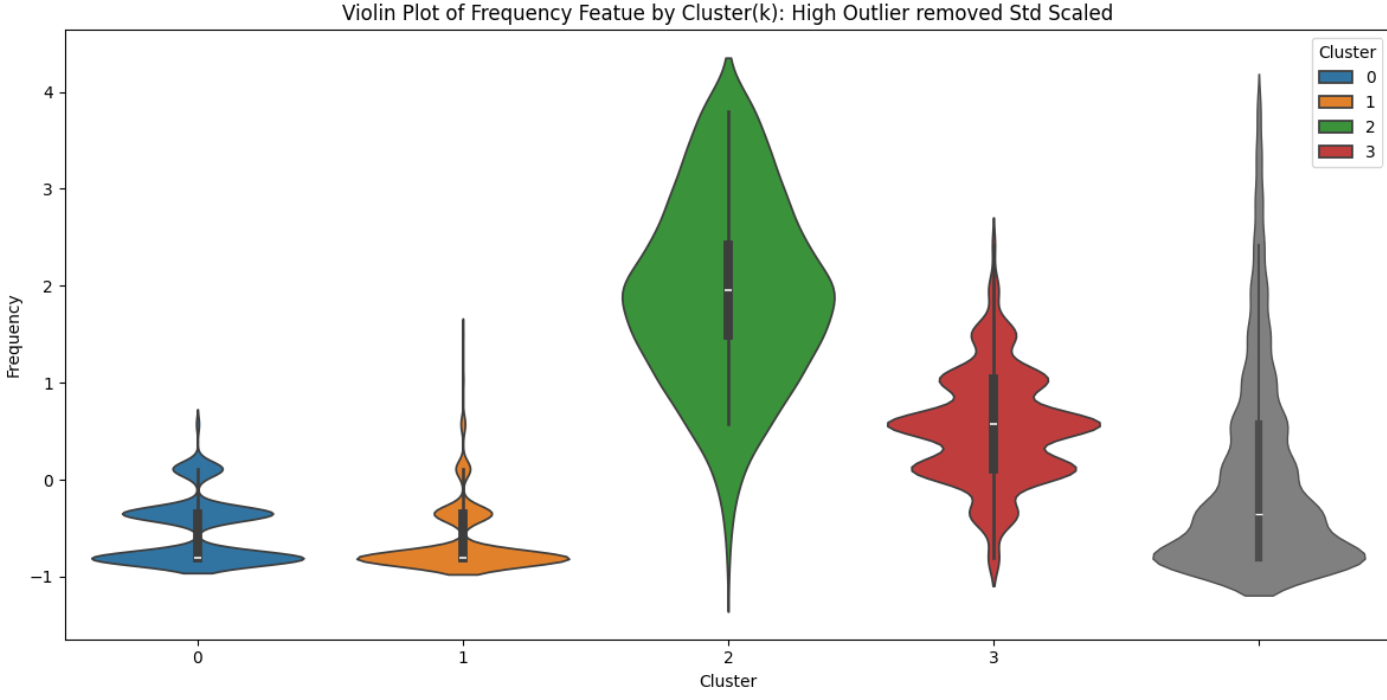 Violin Plot of Frequency Featue by Cluster(k): High Outlier removed Std Scaled
Cluster
0
1
2
3
4
3
2
1
0
−1
Frequency
0 1 2 3
Cluster